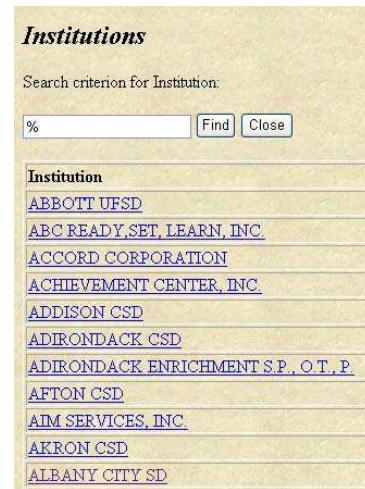 Institutions
Search criterion for Institution:
% Find Close
Institution
ABBOTT UFSD
ABC READY,SET, LEARN, INC.
ACCORD CORPORATION
ACHIEVEMENT CENTER, INC.
ADDISON CSD
ADIRONDACK CSD
ADIRONDACK ENRICHMENT S.P., O.T., P.
AFTON CSD
AIM SERVICES, INC.
AKRON CSD
ALBANY CITY SD